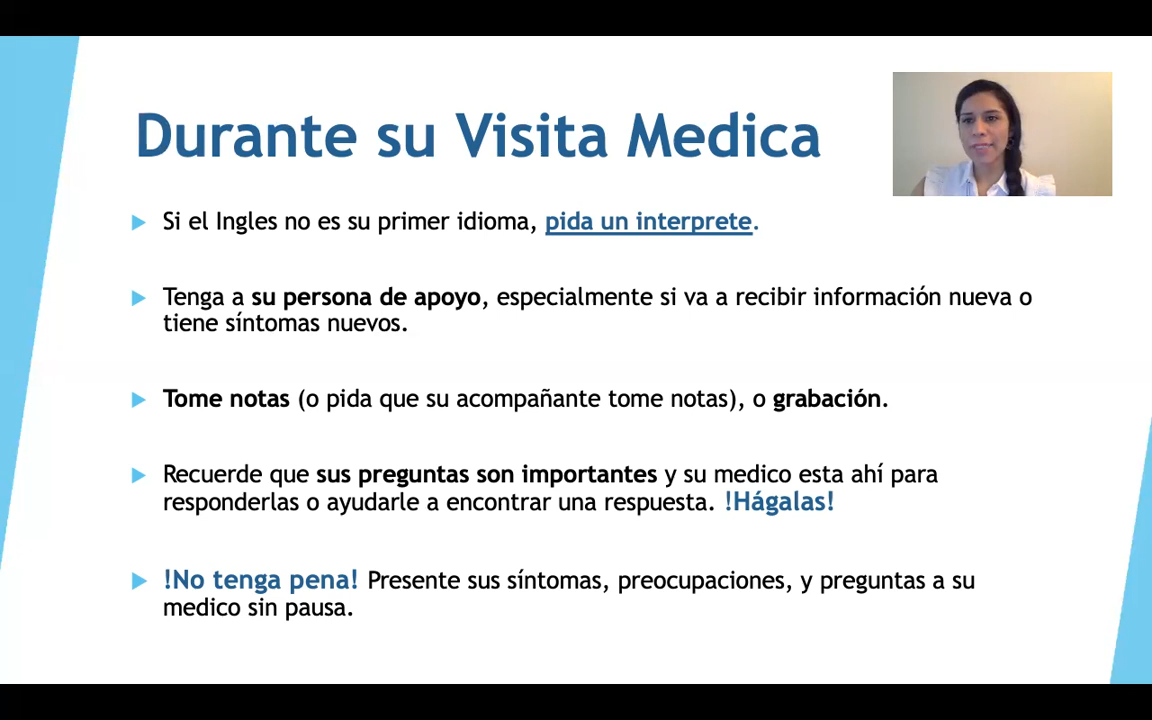 Durante su Visita Medica
Si el Ingles no es su primer idioma, pida un interprete.
Tenga a su persona de apoyo, especialmente si va a recibir información nueva o
tiene síntomas nuevos.
Tome notas (o pida que su acompañante tome notas), o grabación.
Recuerde que sus preguntas son importantes y su medico esta ahí para
responderlas o ayudarle a encontrar una respuesta. !Hágalas!
!No tenga pena! Presente sus síntomas, preocupaciones, y preguntas a su
medico sin pausa.